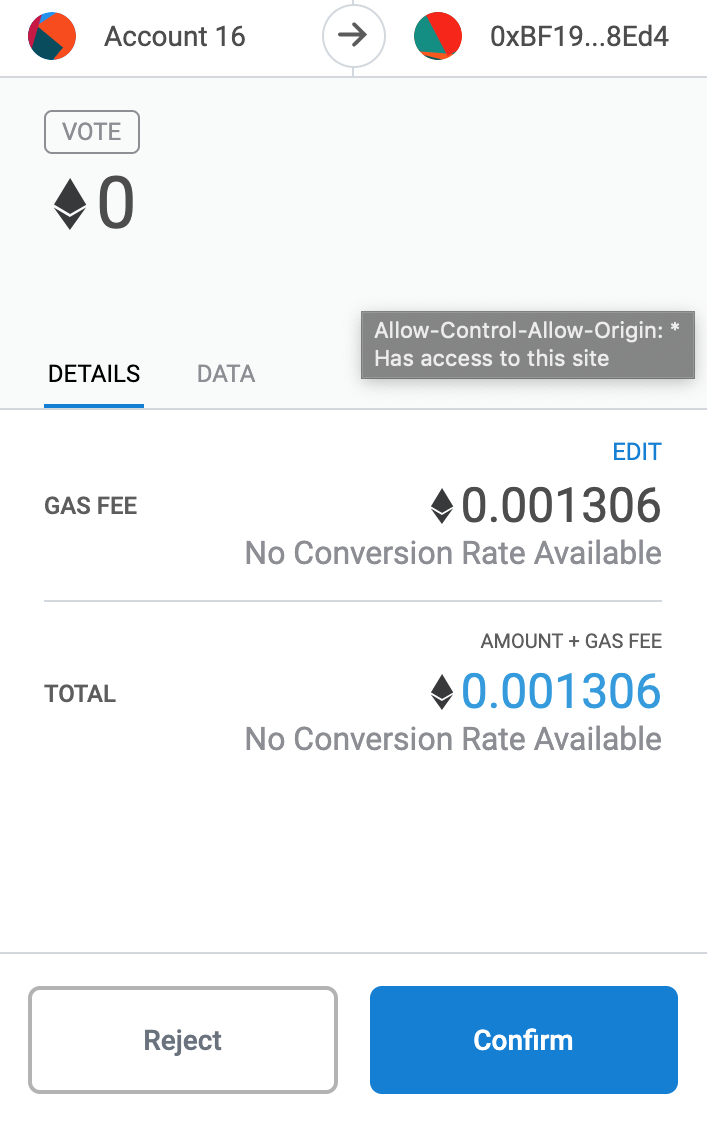 Account 16
0xBF19...8Ed4
VOTE
0
Allow-Control-Allow-Origin: *
Has access to this site
DETAILS
DATA
EDIT
GAS FEE
0.001306
No Conversion Rate Available
AMOUNT + GAS FEE
TOTAL
0.001306
No Conversion Rate Available
Reject
Confirm